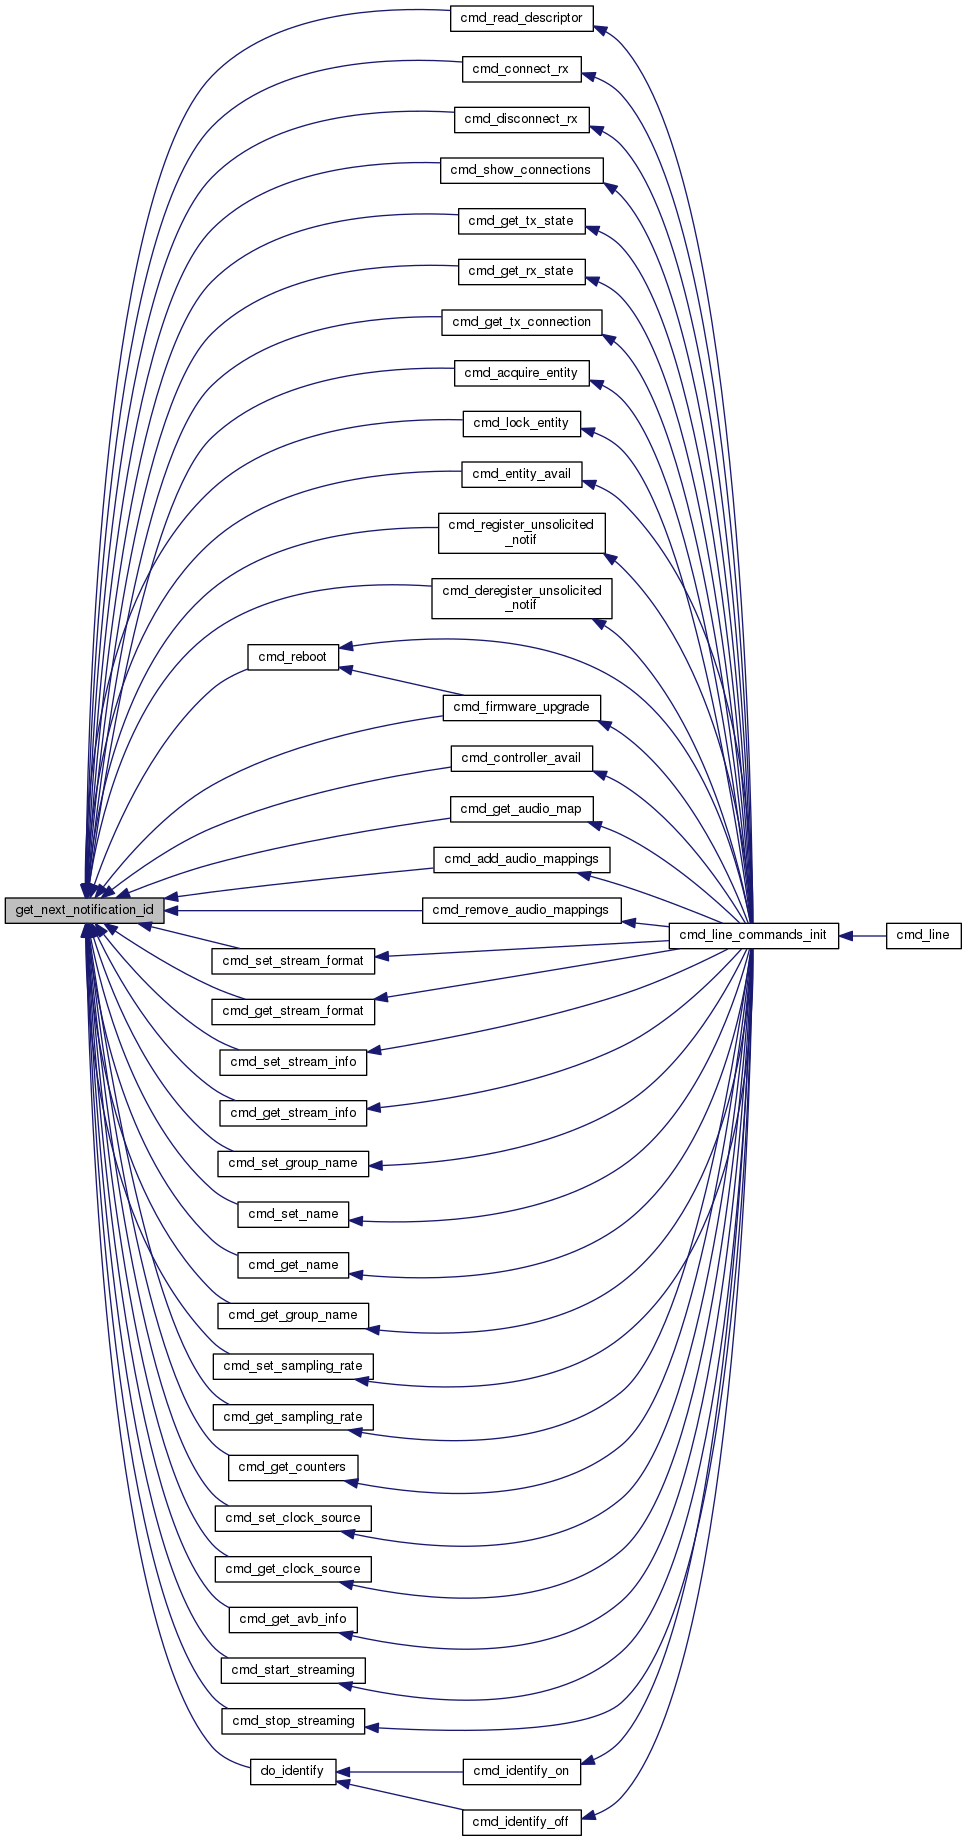 cmd_read_descriptor
cmd_connect_rx
cmd_disconnect_rx
cmd_show_connections
cmd_get_tx_state
cmd_get_rx_state
cmd_get_tx_connection
cmd_acquire_entity
cmd_lock_entity
cmd_entity_avail
cmd_register_unsolicited
_notif
cmd_deregister_unsolicited
_notif
cmd_reboot
cmd_firmware_upgrade
cmd_controller_avail
cmd_get_audio_map
cmd_add_audio_mappings
get_next_notification_id
cmd_remove_audio_mappings
cmd_line_commands_init
cmd_line
cmd_set_stream_format
cmd_get_stream_format
cmd_set_stream_info
cmd_get_stream_info
cmd_set_group_name
cmd_set_name
cmd_get_name
cmd_get_group_name
cmd_set_sampling_rate
cmd_get_sampling_rate
cmd_get_counters
cmd_set_clock_source
cmd_get_clock_source
cmd_get_avb_info
cmd_start_streaming
cmd_stop_streaming
do_identify
cmd_identify_on
cmd_identify_off